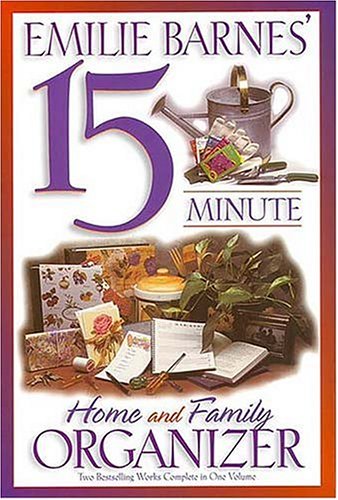 EMILIE BARNES'
15
MINUTE
Home and Family
ORGANIZER
Two Bestselling Works Complete in One Volume